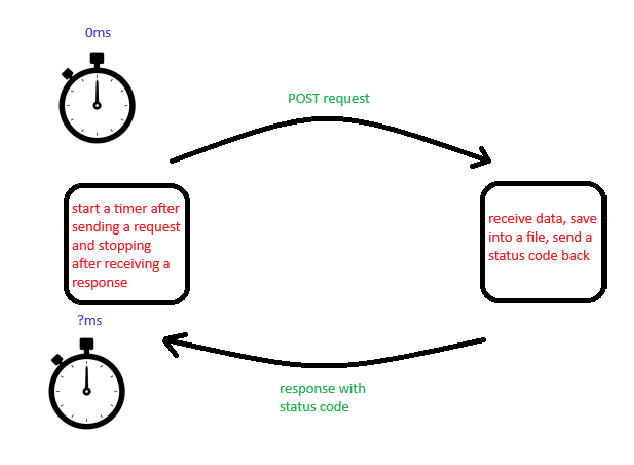 0ms
POST request
start a timer after
sending a request
and stopping
after receiving a
response
receive data, save
into a file, send a
status code back
?ms
response with
status code